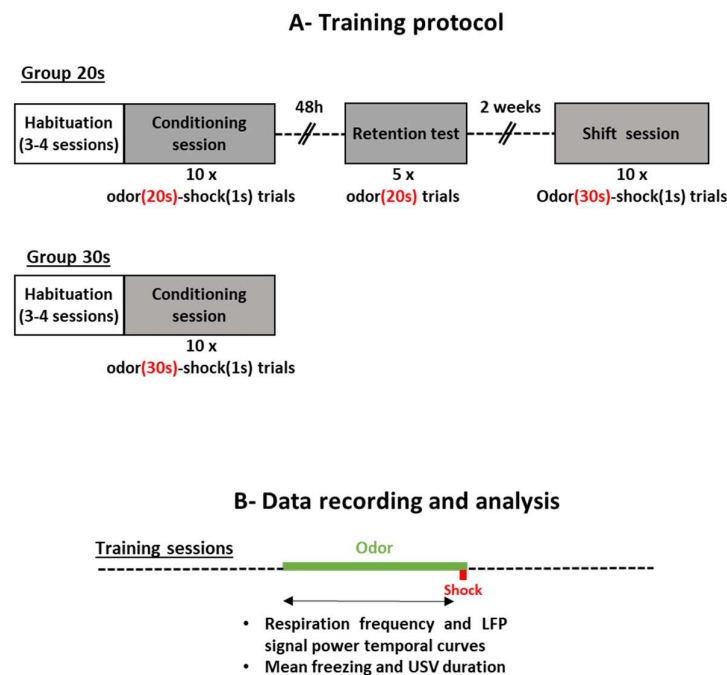 A- Training protocol
Group 20s
48h
2 weeks
Habituation
(3-4 sessions)
Conditioning
session
Retention test
Shift session
10 x
odor(20s)-shock(1s) trials
5 x
odor(20s) trials
10 x
Odor(30s)-shock(1s) trials
Group 30s
Habituation
(3-4 sessions)
Conditioning
session
10 x
odor(30s)-shock(1s) trials
B- Data recording and analysis
Training sessions
Odor
Shock
• Respiration frequency and LFP
signal power temporal curves
• Mean freezing and USV duration